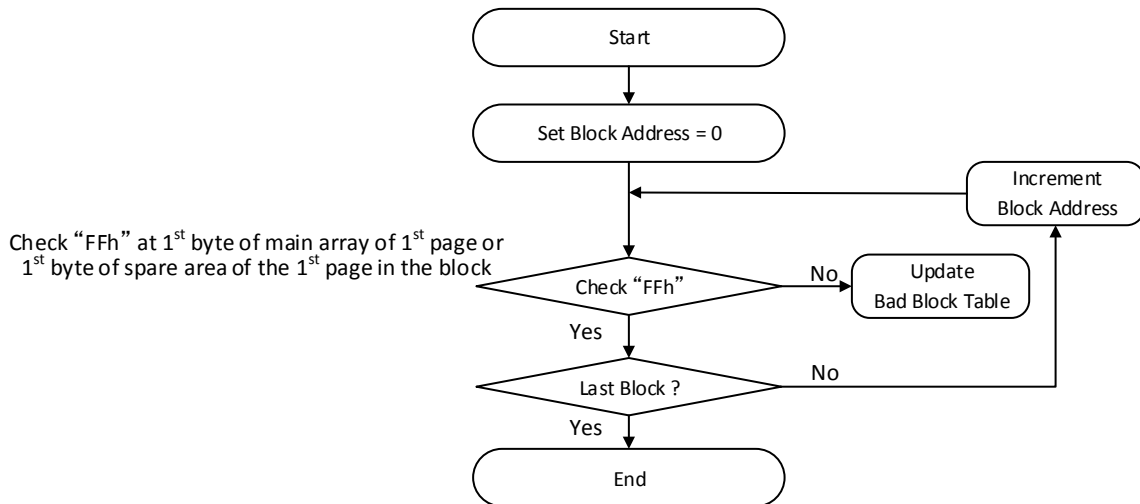 Start
Set Block Address = 0
Increment
Block Address
Check “FFh” at 1st byte of main array of 1st page or
1st byte of spare area of the 1st page in the block
Check “FFh”
No
Update
Bad Block Table
Yes
Last Block ?
No
Yes
End